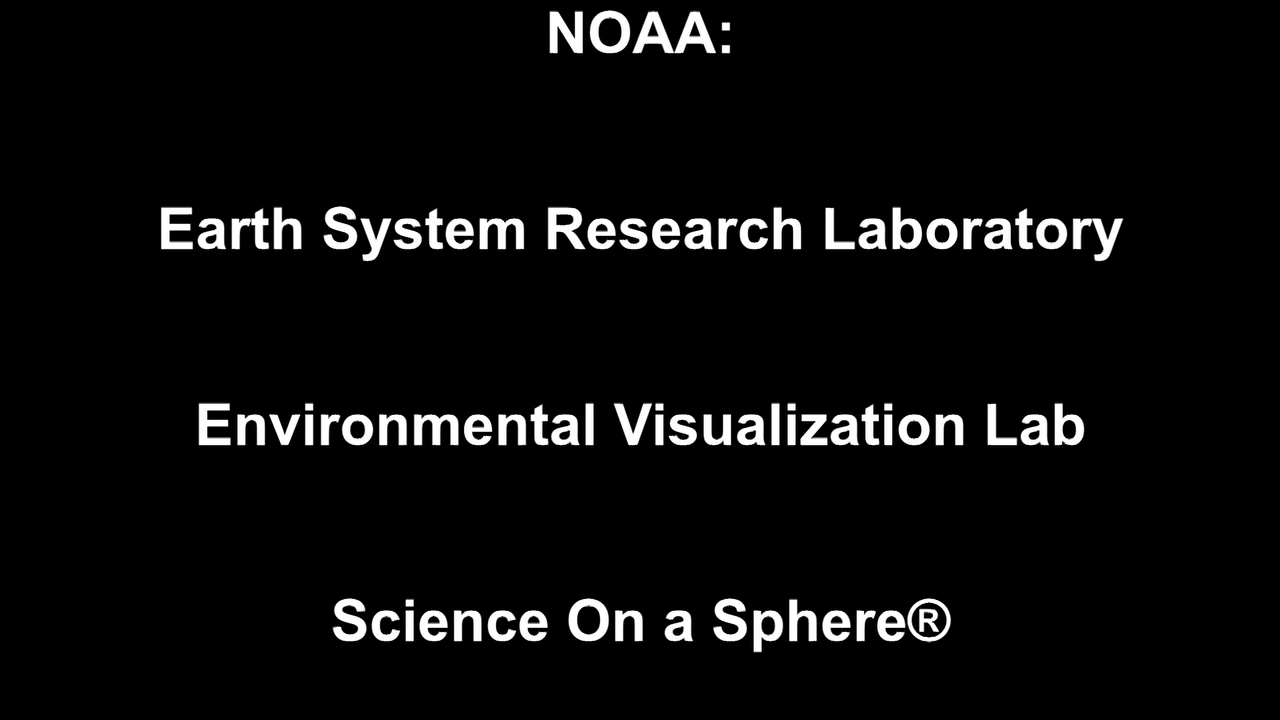 NOAA:
Earth System Research Laboratory
Environmental Visualization Lab
Science On a Sphere®